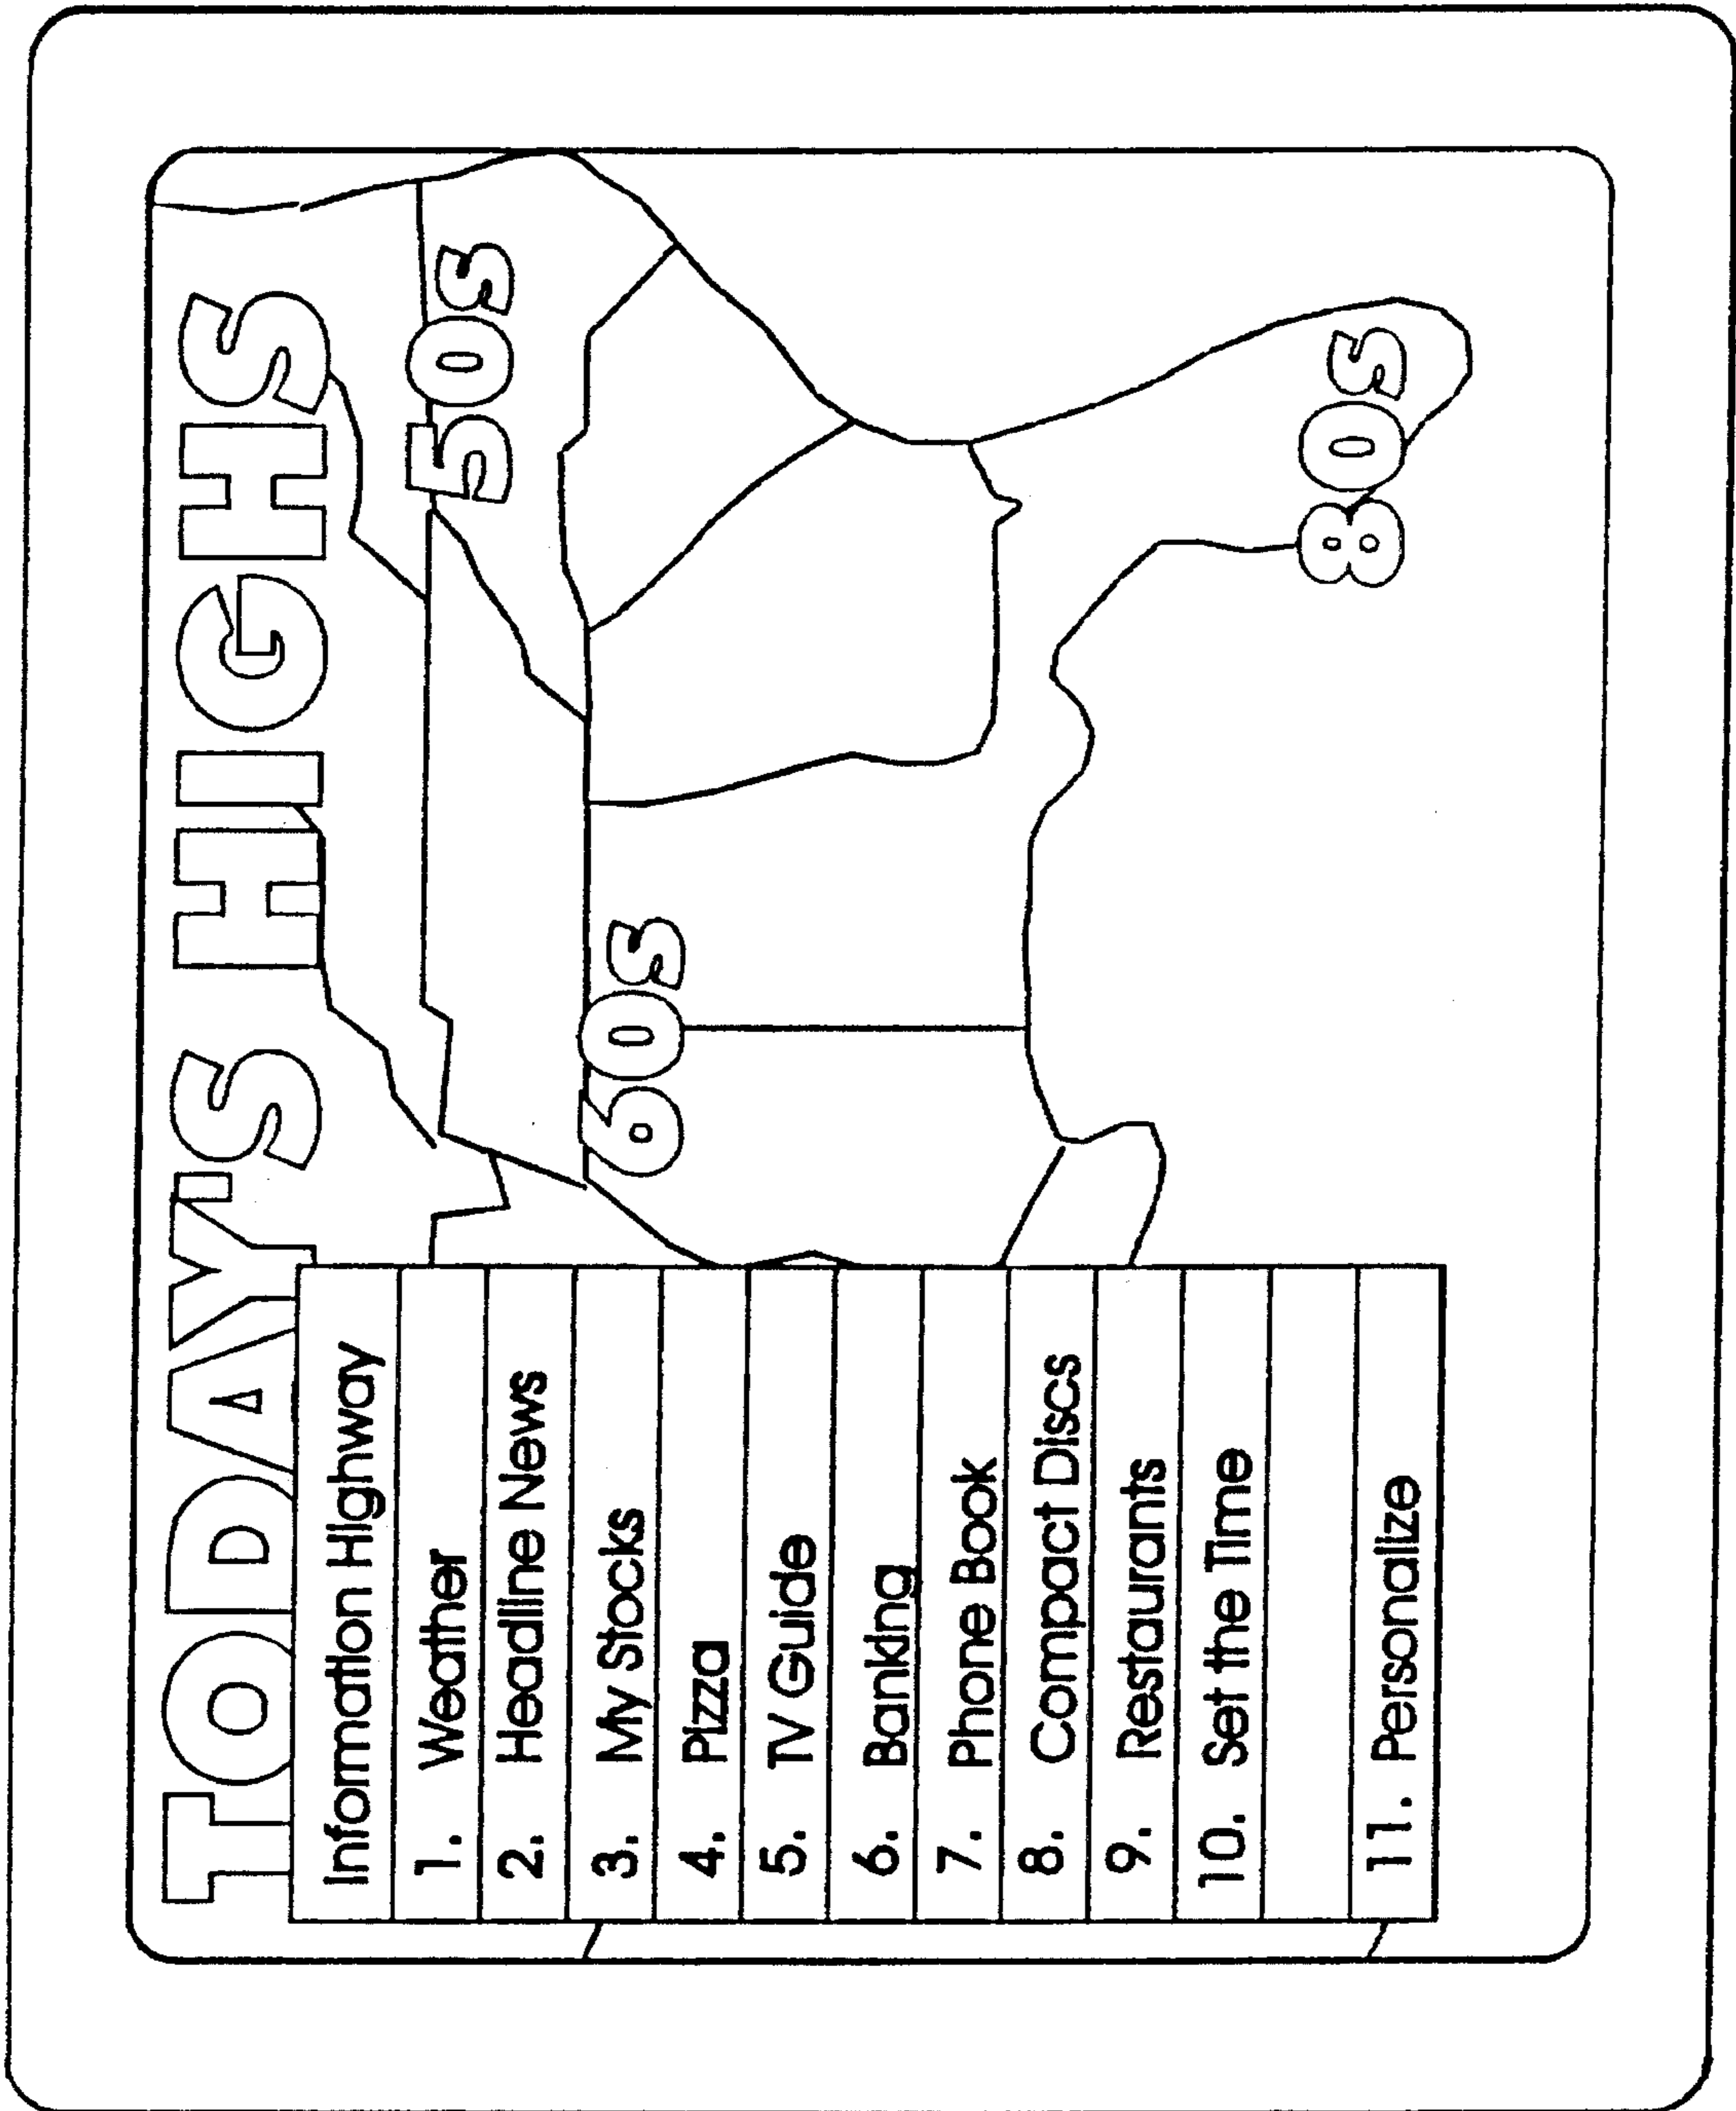 TODAY'S HIGHS
Information Highway
1. Weather
2. Headline News
3. My Stocks
4. Pizza
5. TV Guide
6. Banking
7. Phone Book
8. Compact Discs
9. Restaurants
10. Set the Time
11. Personalize
50s
60s
80s